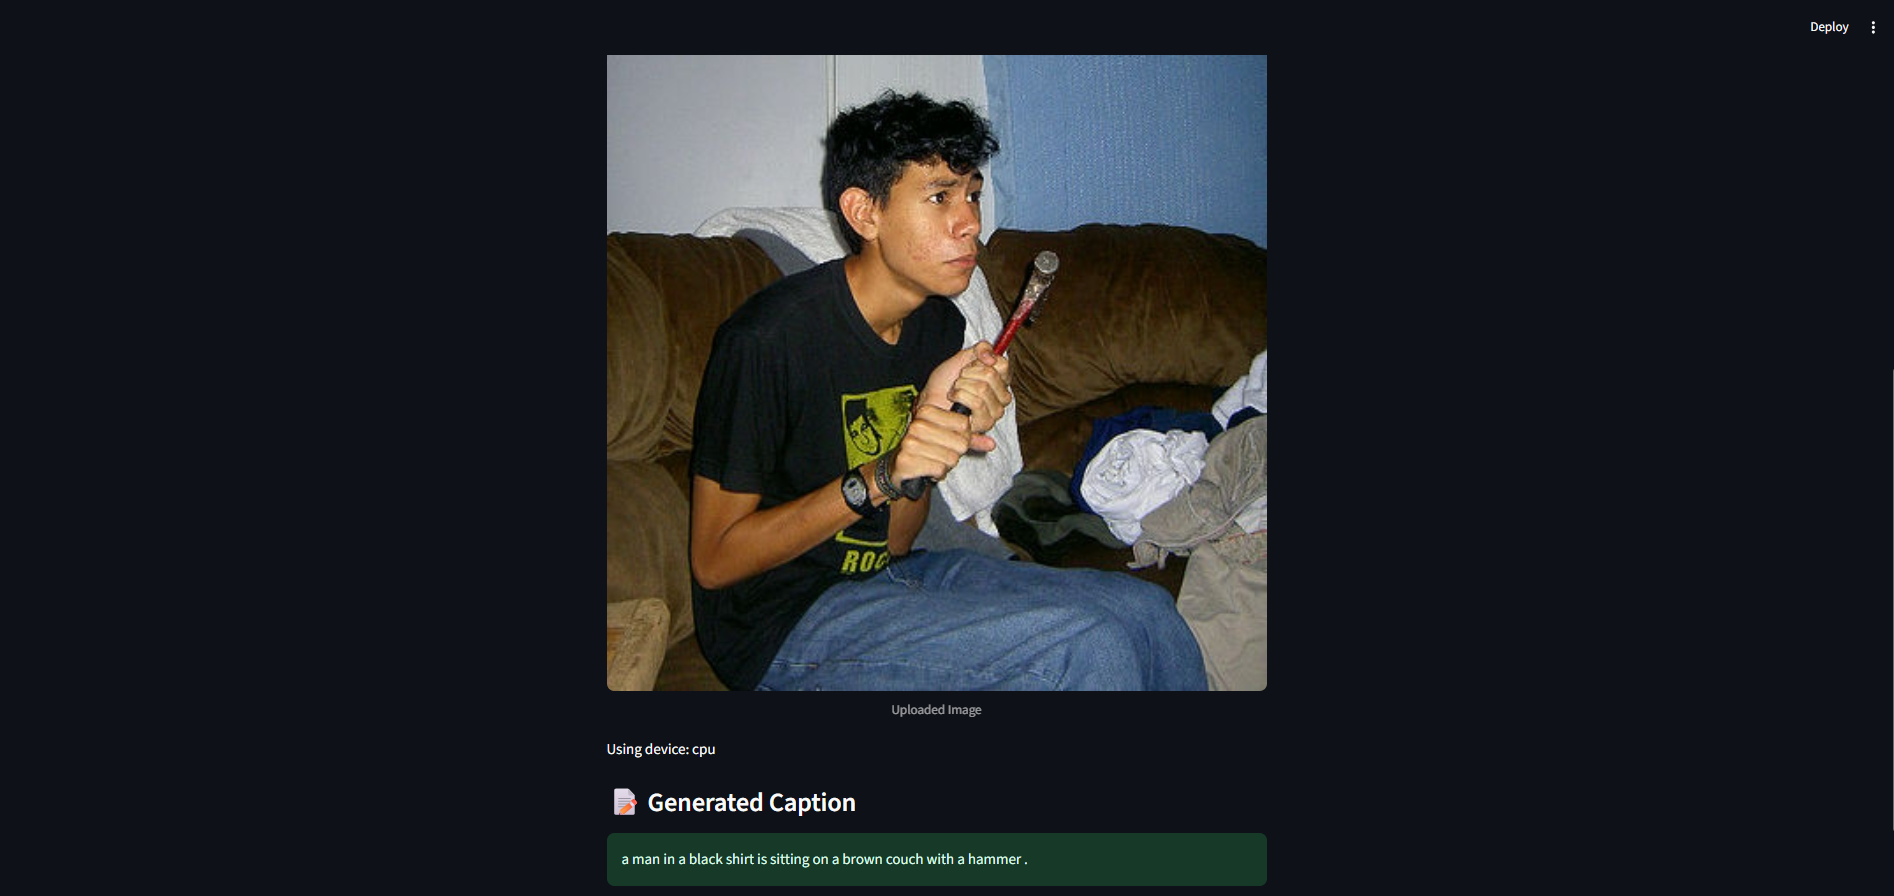 Deploy
ROC
Uploaded Image
Using device: cpu
Generated Caption
a man in a black shirt is sitting on a brown couch with a hammer .